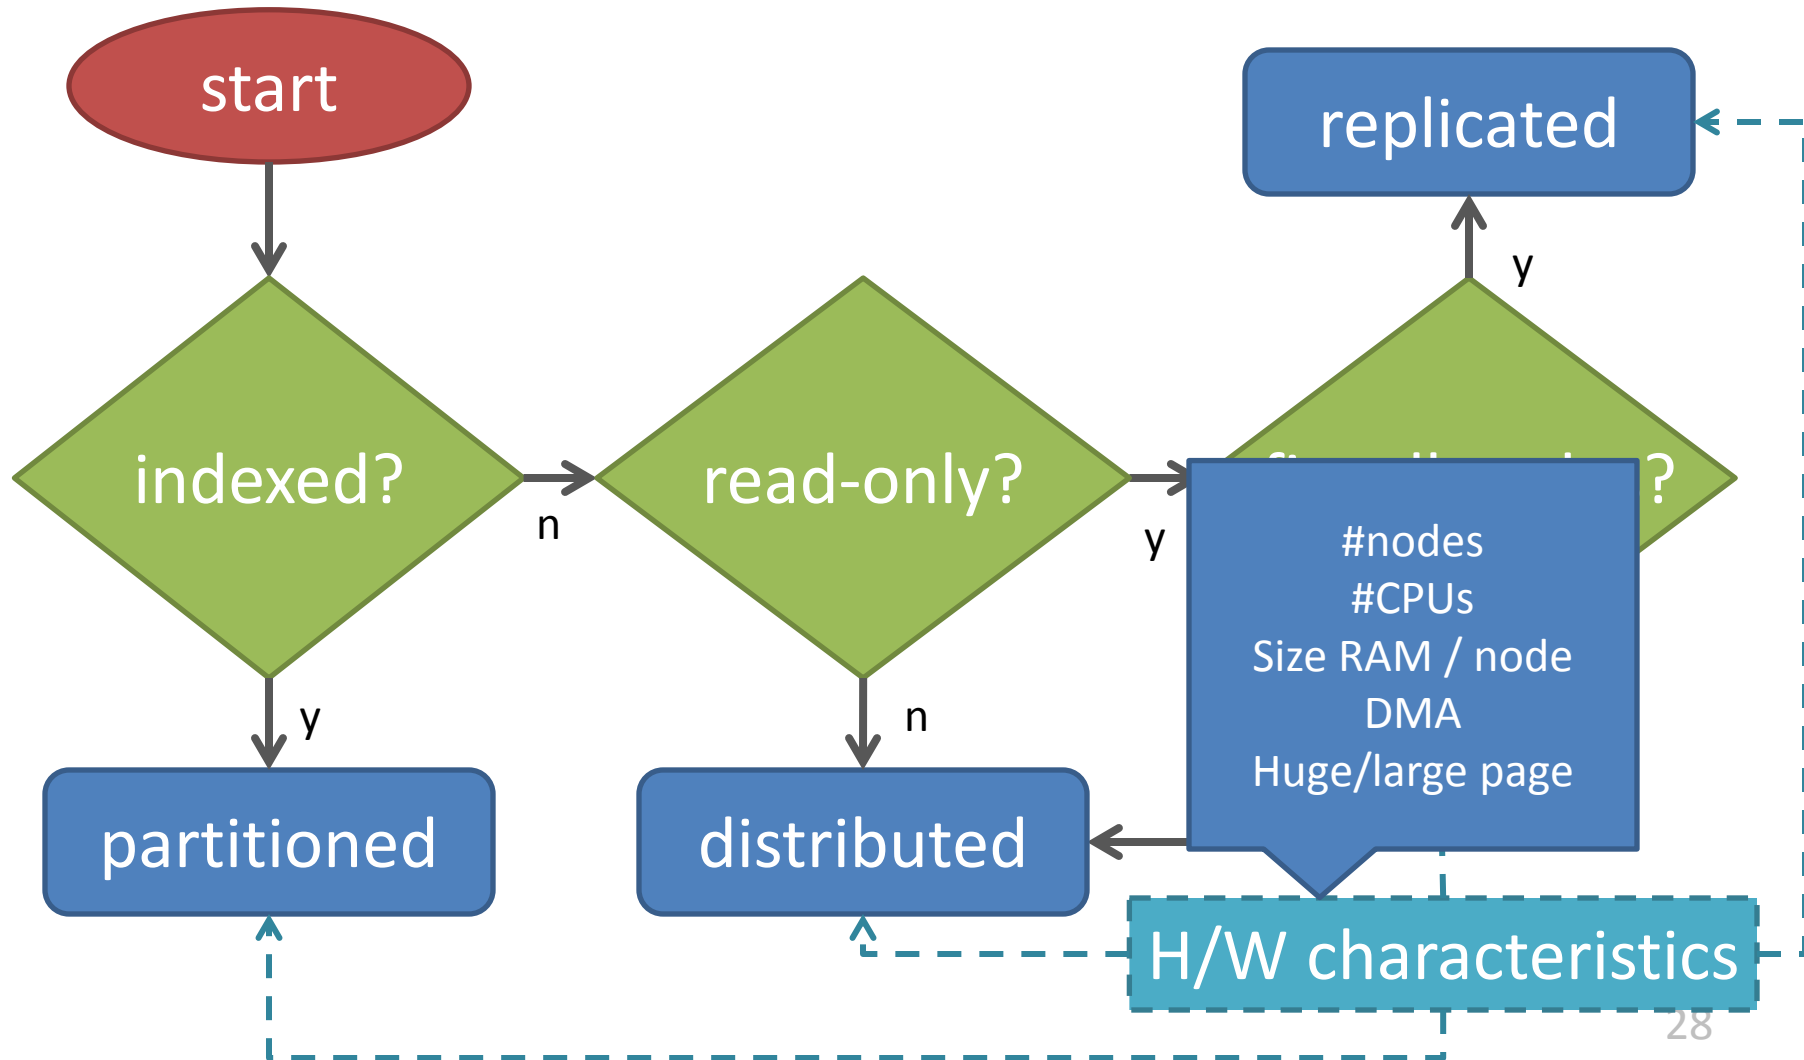 start
replicated
y
indexed?
n
read-only?
y
?
#nodes
#CPUs
Size RAM / node
DMA
Huge/large page
y
n
partitioned
distributed
H/W characteristics
28